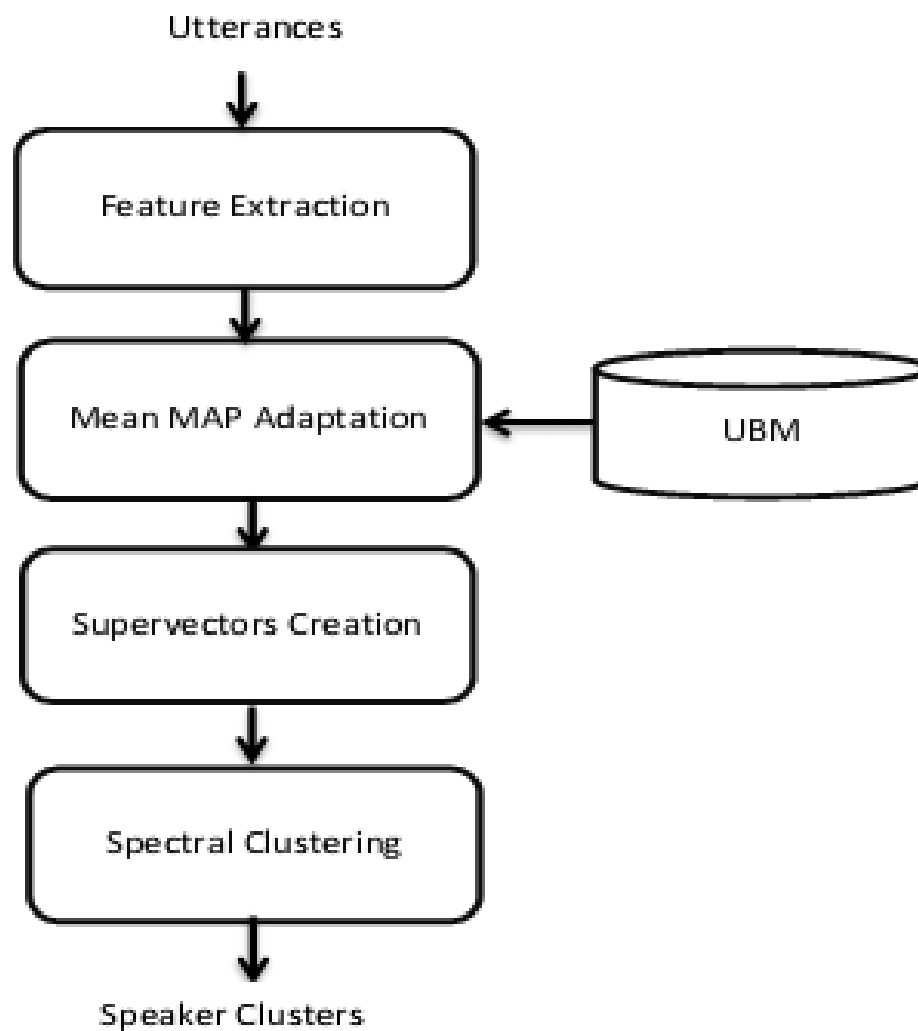 Utterances
Feature Extraction
Mean MAP Adaptation
UBM
Supervectors Creation
Spectral Clustering
Speaker Clusters